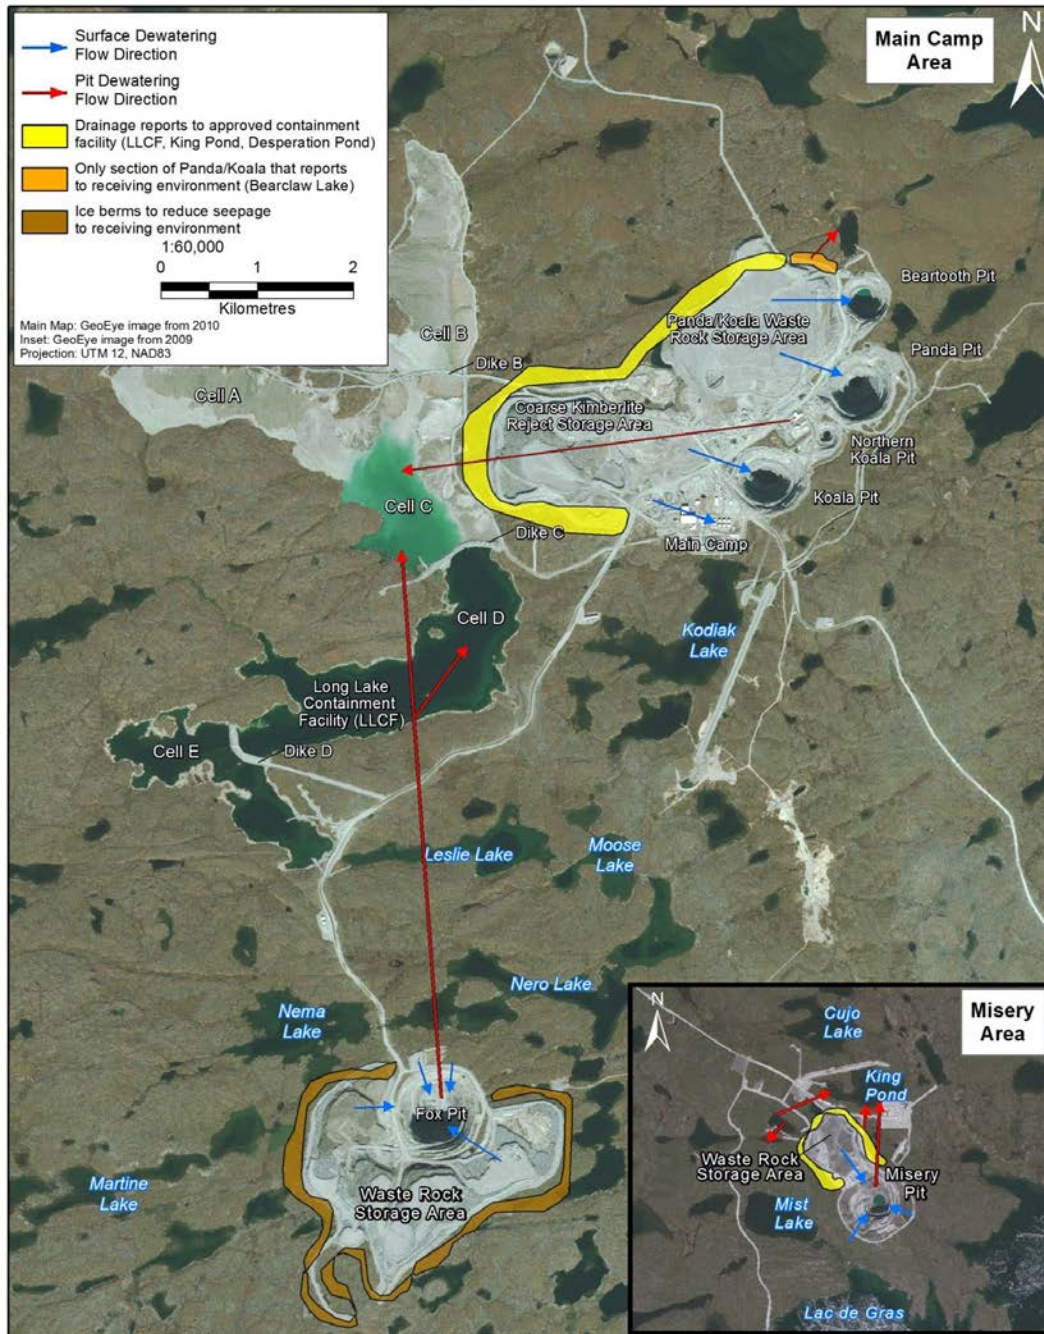 Surface Dewatering
Flow Direction
Pit Dewatering
Flow Direction
Drainage reports to approved containment
facility (LLCF, King Pond, Desperation Pond)
Only section of Panda/Koala that reports
to receiving environment (Bearclaw Lake)
Ice berms to reduce seepage
to receiving environment
1:60,000
0 1 2
Kilometres
Main Map: GeoEye image from 2010
Inset: GeoEye image from 2009
Projection: UTM 12, NAD83
Main Camp
Area
N
Beartooth Pit
Panda/Koala Waste
Rock Storage Area
Cell B
Panda Pit
Dike B
Cell A
Coarse Kimberlite
Reject Storage Area
Northern
Koala Pit
Koala Pit
Cell C
Dike C
Main Camp
Cell D
Kodiak
Lake
Long Lake
Containment
Facility (LLCF)
Cell E
Dike D
Leslie Lake
Moose
Lake
Nero Lake
Nema
Lake
Fox Pit
Martine
Lake
Waste Rock
Storage Area
N
Cujo
Lake
Misery
Area
King
Pond
Waste Rock
Storage Area
Misery
Pit
Mist
Lake
Lac de Gras